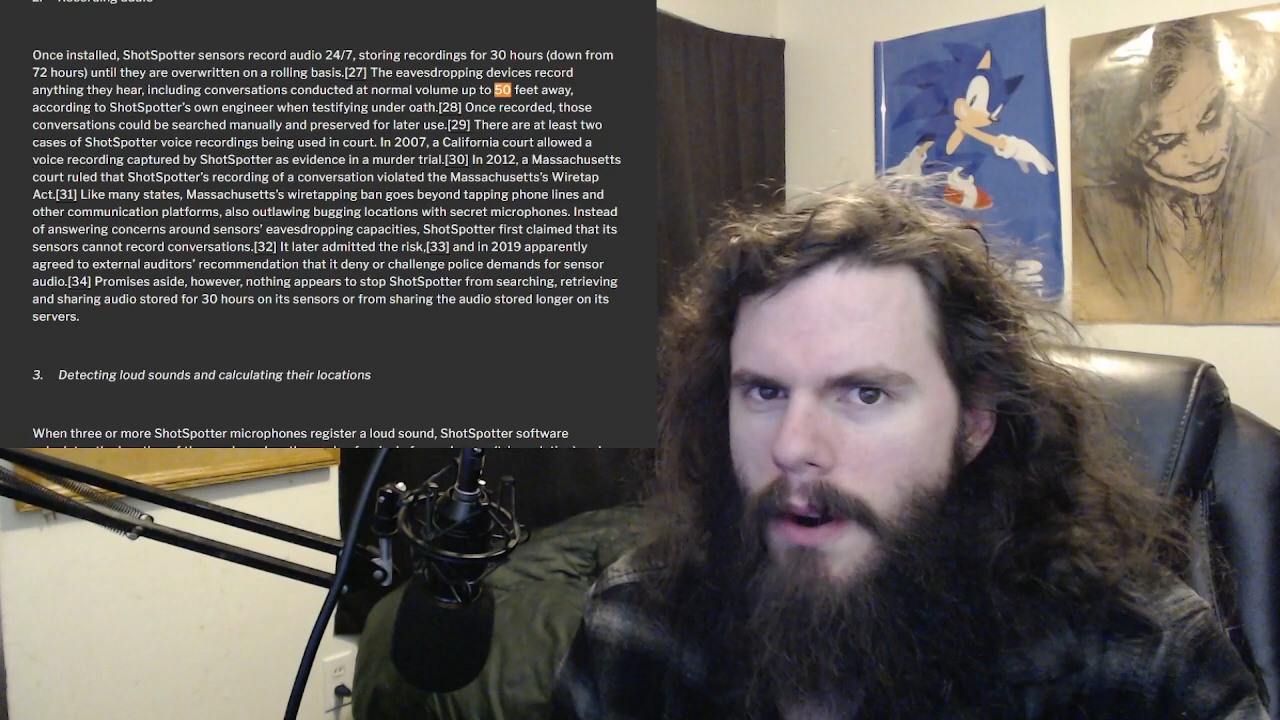 Once installed, ShotSpotter sensors record audio 24/7, storing recordings for 30 hours (down from
72 hours) until they are overwritten on a rolling basis.[27] The eavesdropping devices record
anything they hear, including conversations conducted at normal volume up to 50 feet away,
according to ShotSpotter's own engineer when testifying under oath.[28] Once recorded, those
conversations could be searched manually and preserved for later use.[29] There are at least two
cases of ShotSpotter voice recordings being used in court. In 2007, a California court allowed a
voice recording captured by ShotSpotter as evidence in a murder trial.[30] In 2012, a Massachusetts
court ruled that ShotSpotter's recording of a conversation violated the Massachusetts's Wiretap
Act.[31] Like many states, Massachusetts's wiretapping ban goes beyond tapping phone lines and
other communication platforms, also outlawing bugging locations with secret microphones. Instead
of answering concerns around sensors' eavesdropping capacities, ShotSpotter first claimed that its
sensors cannot record conversations.[32] It later admitted the risk,[33] and in 2019 apparently
agreed to external auditors' recommendation that it deny or challenge police demands for sensor
audio.[34] Promises aside, however, nothing appears to stop ShotSpotter from searching, retrieving
and sharing audio stored for 30 hours on its sensors or from sharing the audio stored longer on its
servers.
3. Detecting loud sounds and calculating their locations
When three or more ShotSpotter microphones register a loud sound, ShotSpotter software